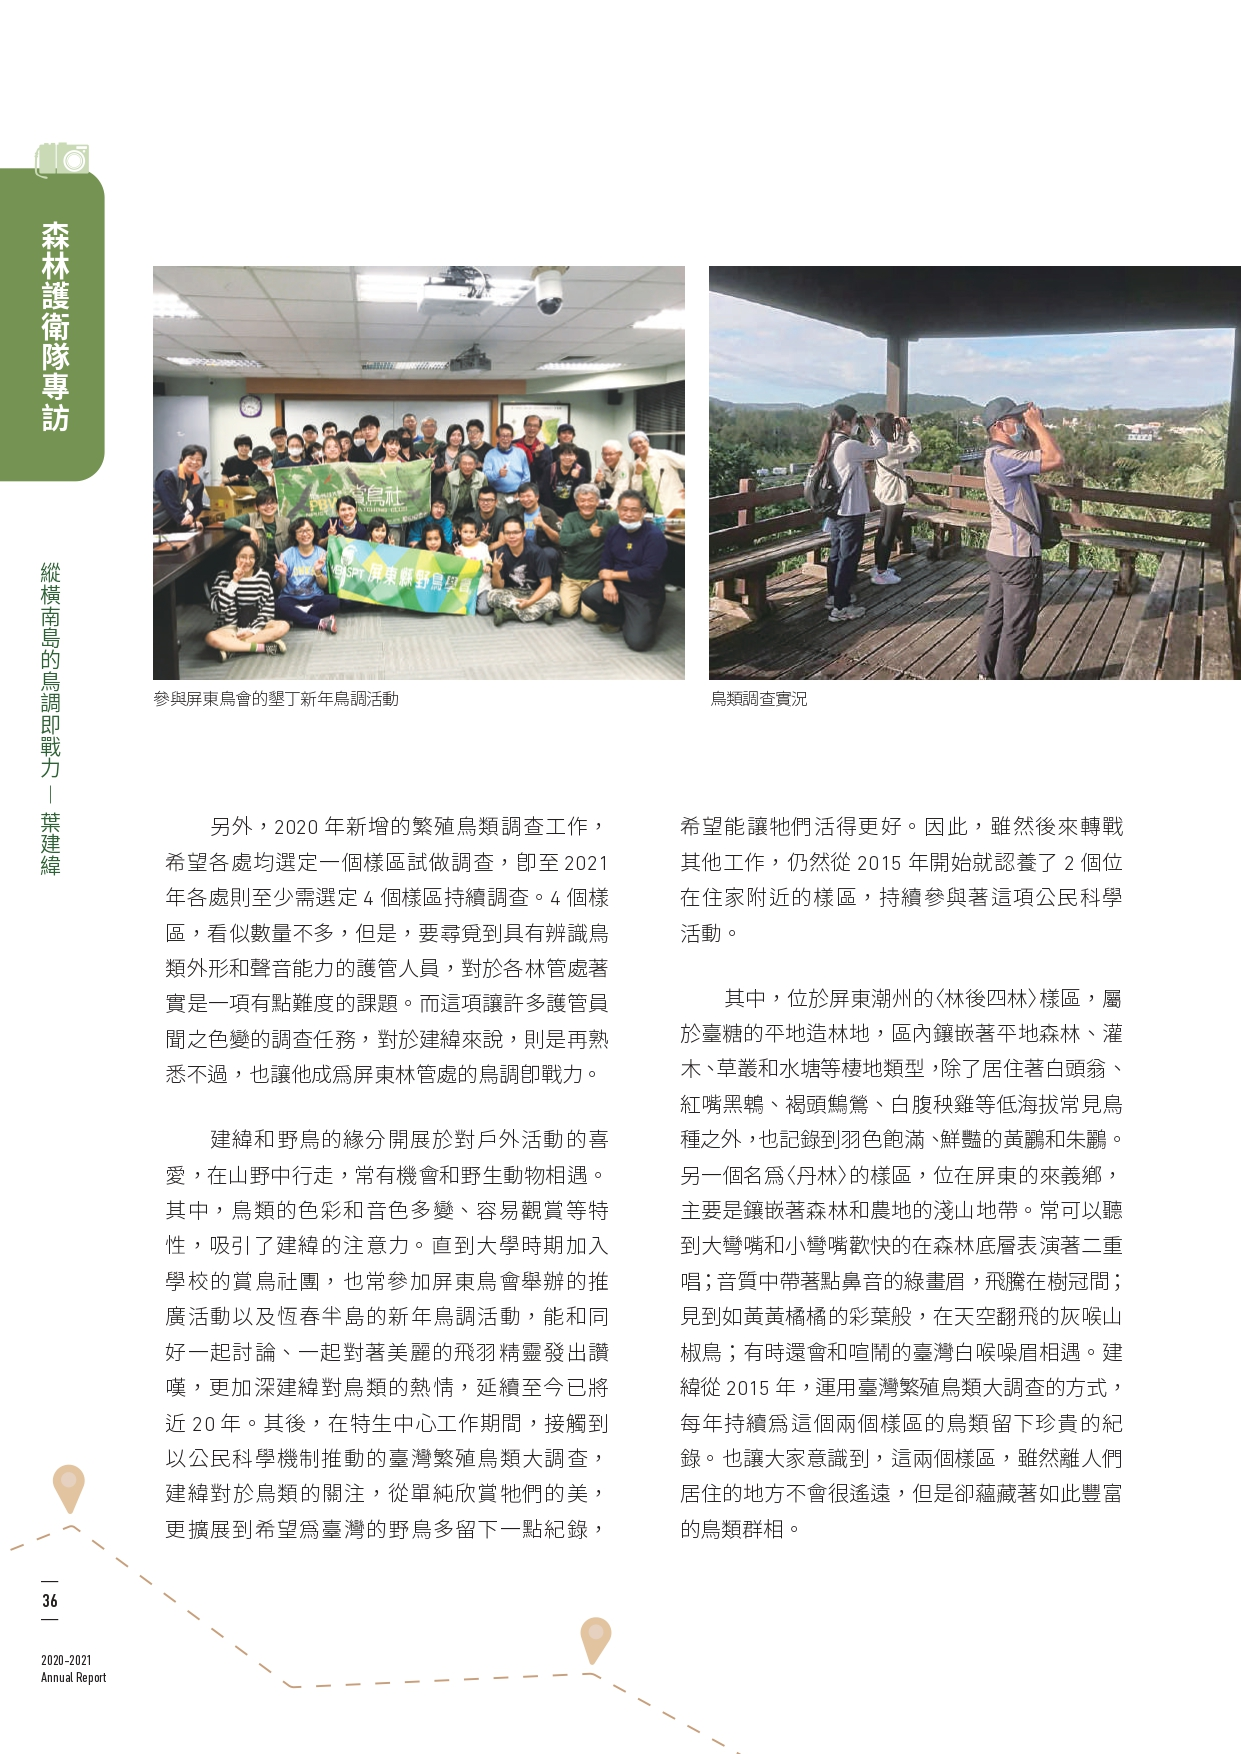 森林護衛隊專訪
縱橫南島的鳥調即戰力 — 葉建緯
賞鳥社
屏東縣野鳥學會
參與屏東鳥會的墾丁新年鳥調活動
鳥類調查實況
另外，2020 年新增的繁殖鳥類調查工作，
希望各處均選定一個樣區試做調查，即至 2021
年各處則至少需選定 4 個樣區持續調查。4 個樣
區，看似數量不多，但是，要尋覓到具有辨識鳥
類外形和聲音能力的護管人員，對於各林管處著
實是一項有點難度的課題。而這項讓許多護管員
聞之色變的調查任務，對於建緯來說，則是再熟
悉不過，也讓他成為屏東林管處的鳥調即戰力。
建緯和野鳥的緣分開展於對戶外活動的喜
愛，在山野中行走，常有機會和野生動物相遇。
其中，鳥類的色彩和音色多變、容易觀賞等特
性，吸引了建緯的注意力。直到大學時期加入
學校的賞鳥社團，也常參加屏東鳥會舉辦的推
廣活動以及恆春半島的新年鳥調活動，能和同
好一起討論、一起對著美麗的飛羽精靈發出讚
嘆，更加深建緯對鳥類的熱情，延續至今已將
近 20 年。其後，在特生中心工作期間，接觸到
以公民科學機制推動的臺灣繁殖鳥類大調查，
建緯對於鳥類的關注，從單純欣賞牠們的美，
更擴展到希望為臺灣的野鳥多留下一點紀錄，
希望能讓牠們活得更好。因此，雖然後來轉戰
其他工作，仍然從 2015 年開始就認養了 2 個位
在住家附近的樣區，持續參與著這項公民科學
活動。
其中，位於屏東潮州的〈林後四林〉樣區，屬
於臺糖的平地造林地，區內鑲嵌著平地森林、灌
木、草叢和水塘等棲地類型，除了居住著白頭翁、
紅嘴黑鵯、褐頭鷦鶯、白腹秧雞等低海拔常見鳥
種之外，也記錄到羽色飽滿、鮮豔的黃鸝和朱鸝。
另一個名為〈丹林〉的樣區，位在屏東的來義鄉，
主要是鑲嵌著森林和農地的淺山地帶。常可以聽
到大彎嘴和小彎嘴歡快的在森林底層表演著二重
唱；音質中帶著點鼻音的綠畫眉，飛騰在樹冠間；
見到如黃黃橘橘的彩葉般，在天空翻飛的灰喉山
椒鳥；有時還會和喧鬧的臺灣白喉噪眉相遇。建
緯從 2015 年，運用臺灣繁殖鳥類大調查的方式，
每年持續為這個兩個樣區的鳥類留下珍貴的紀
錄。也讓大家意識到，這兩個樣區，雖然離人們
居住的地方不會很遙遠，但是卻蘊藏著如此豐富
的鳥類群相。
36
2020-2021
Annual Report